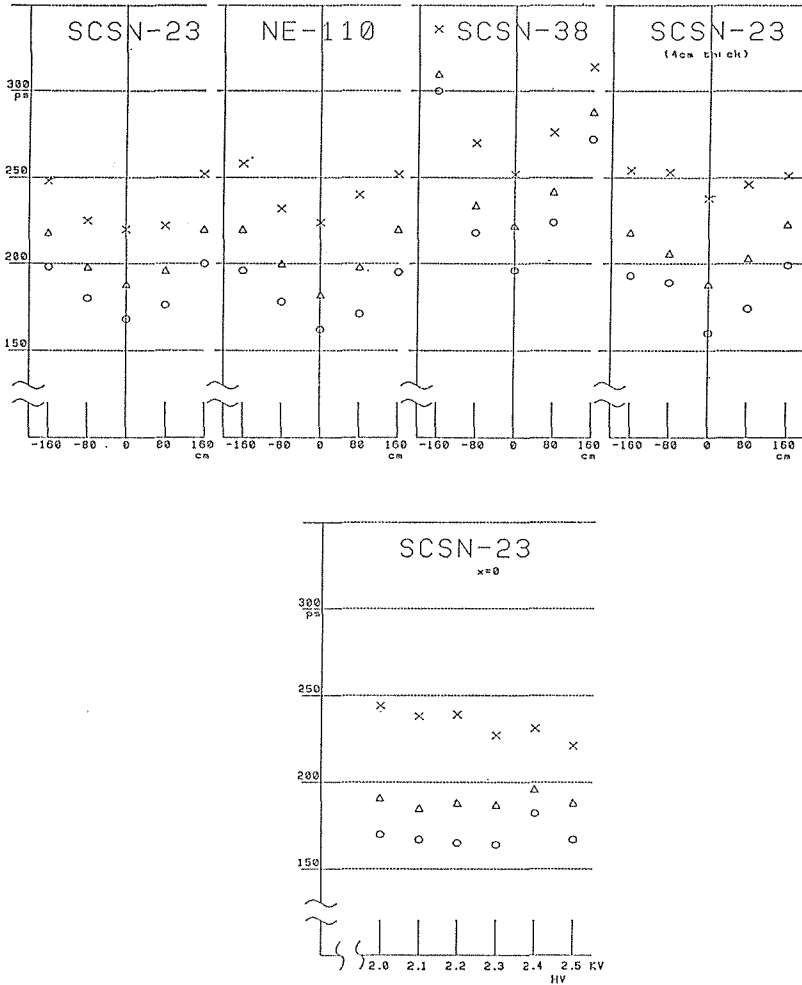 SCSN-23
NE-110
SCSN-38
SCSN-23
(4cm thick)
300
ps
250
200
150
-160 -80 0 80 160
cm
-160 -80 0 80 160
cm
-160 -80 0 80 160
cm
-160 -80 0 80 160
cm
SCSN-23
x=0
300
ps
250
200
150
2.0 2.1 2.2 2.3 2.4 2.5 KV
HV